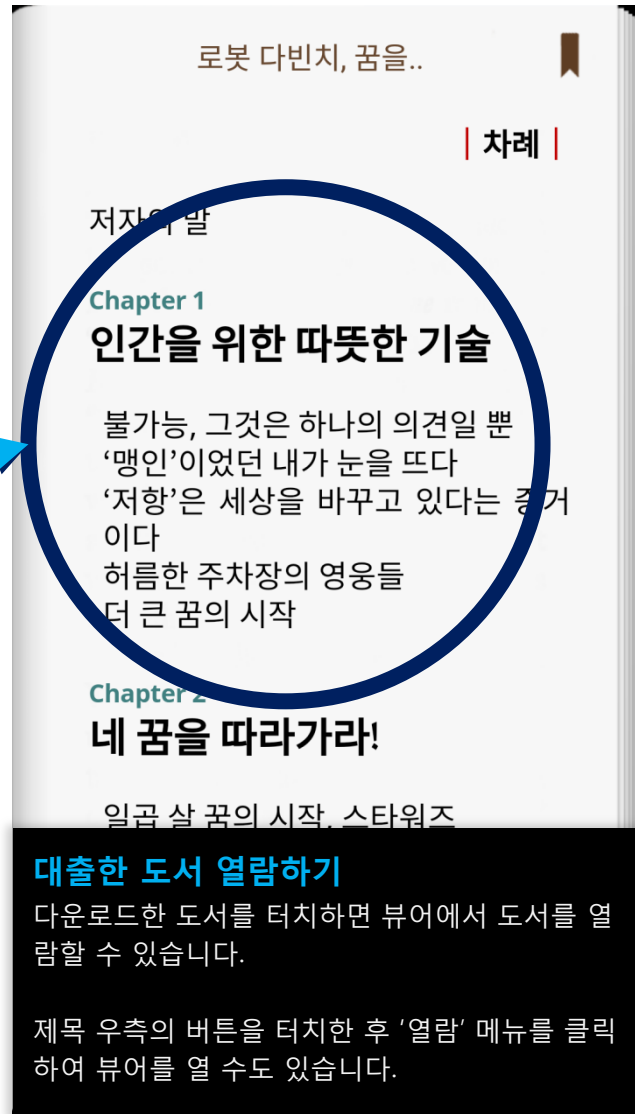 로봇 다빈치, 꿈을..
| 차례 |
저자의 말
Chapter 1
인간을 위한 따뜻한 기술
불가능, 그것은 하나의 의견일 뿐
‘맹인’이었던 내가 눈을 뜨다
‘저항’은 세상을 바꾸고 있다는 증거
이다
허름한 주차장의 영웅들
더 큰 꿈의 시작
Chapter 2
네 꿈을 따라가라!
일곱 살 꿈의 시작, 스타워즈
대출한 도서 열람하기
다운로드한 도서를 터치하면 뷰어에서 도서를 열
람할 수 있습니다.
제목 우측의 버튼을 터치한 후 ‘열람’ 메뉴를 클릭
하여 뷰어를 열 수도 있습니다.